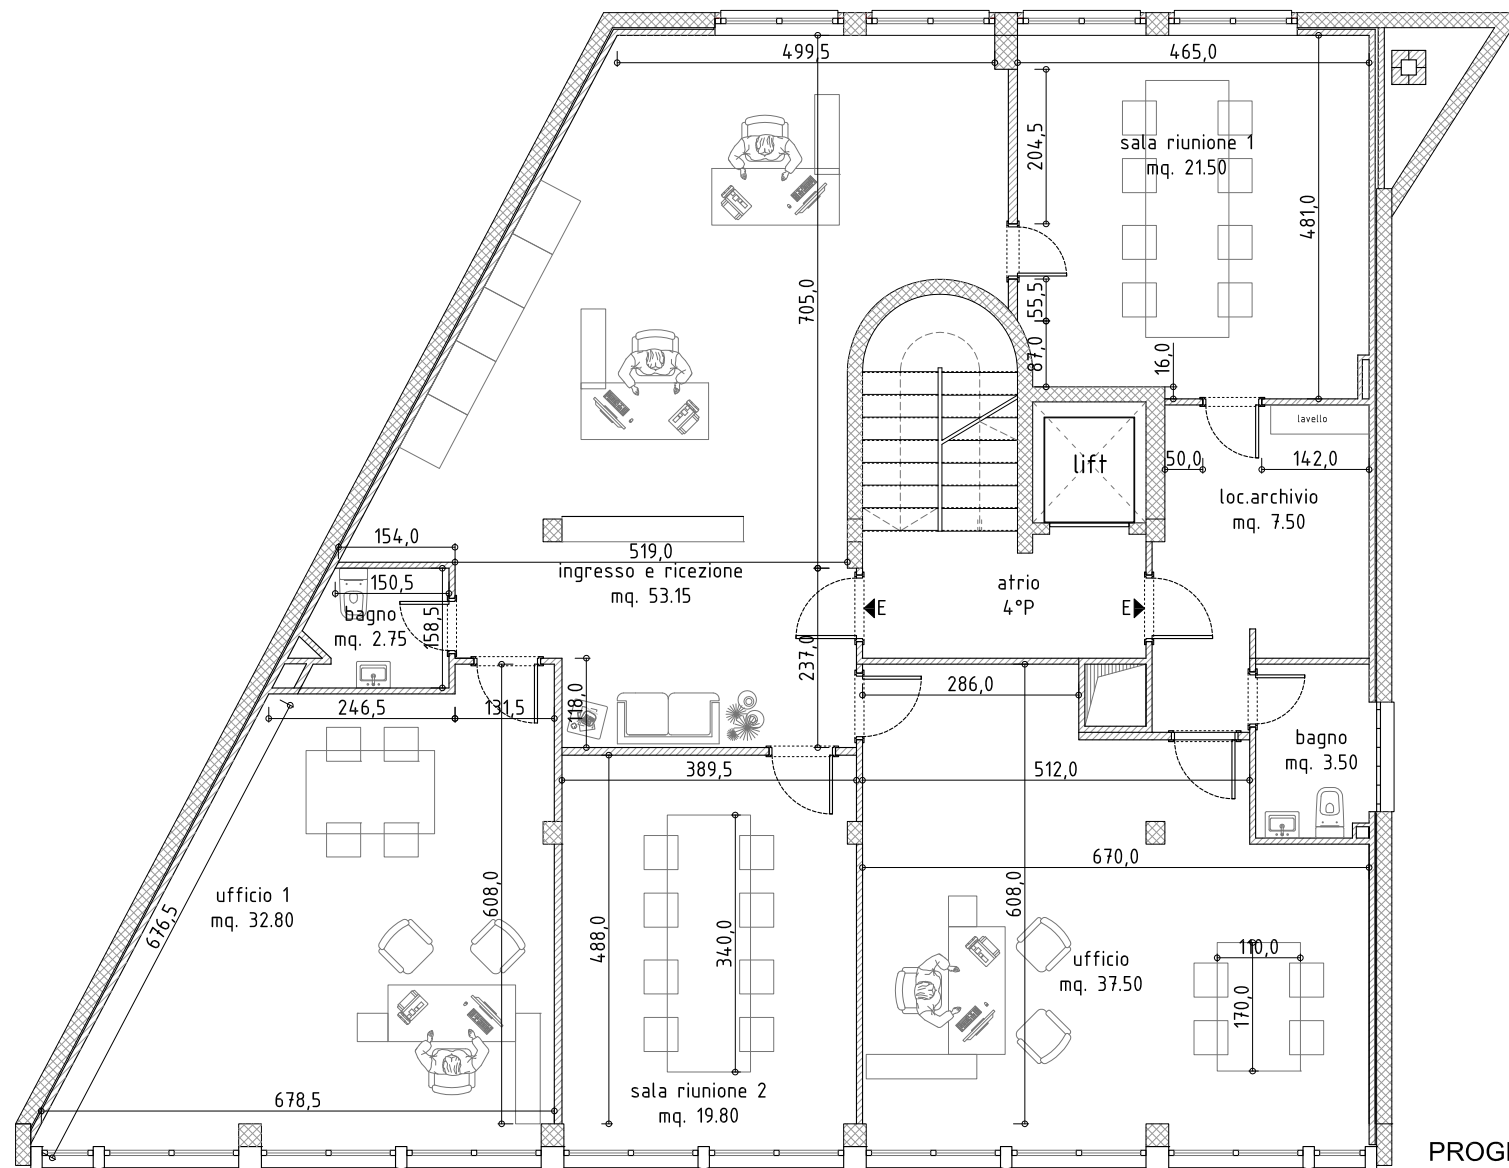 499,5
465,0
204,5
sala riunione 1
mq. 21.50
481,0
705,0
55,5
87,0
16,0
lavello
lift
50,0
142,0
loc.archivio
mq. 7.50
154,0
519,0
ingresso e ricezione
mq. 53.15
150,5
bagno
mq. 2.75
158,5
atrio
4°P
E
E
237,0
118,0
286,0
246,5
131,5
bagno
mq. 3.50
389,5
512,0
670,0
676,5
ufficio 1
mq. 32.80
608,0
488,0
340,0
608,0
ufficio
mq. 37.50
110,0
170,0
678,5
sala riunione 2
mq. 19.80